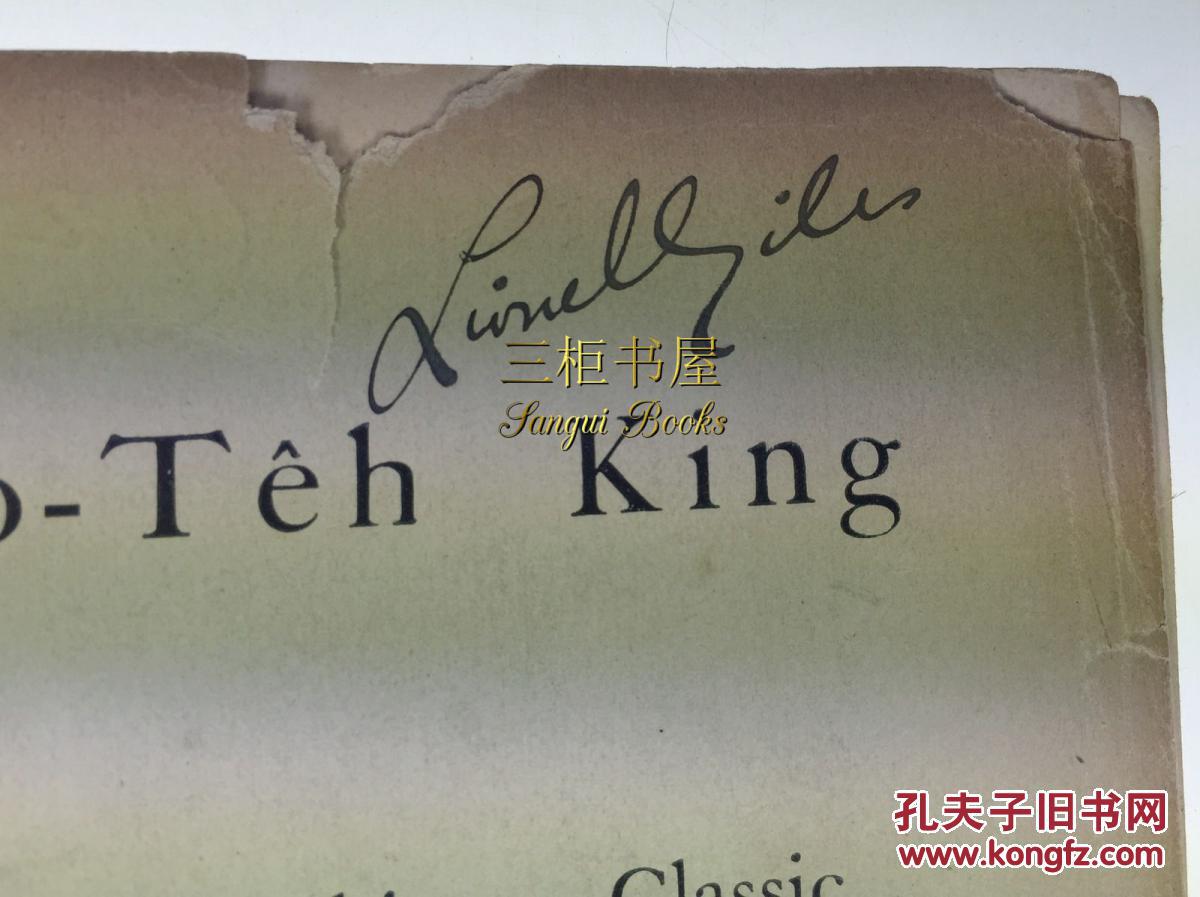 Lionel Giles
三柜书屋
Sangui Books
-Têh King
Classic
孔夫子旧书网
www.kongfz.com